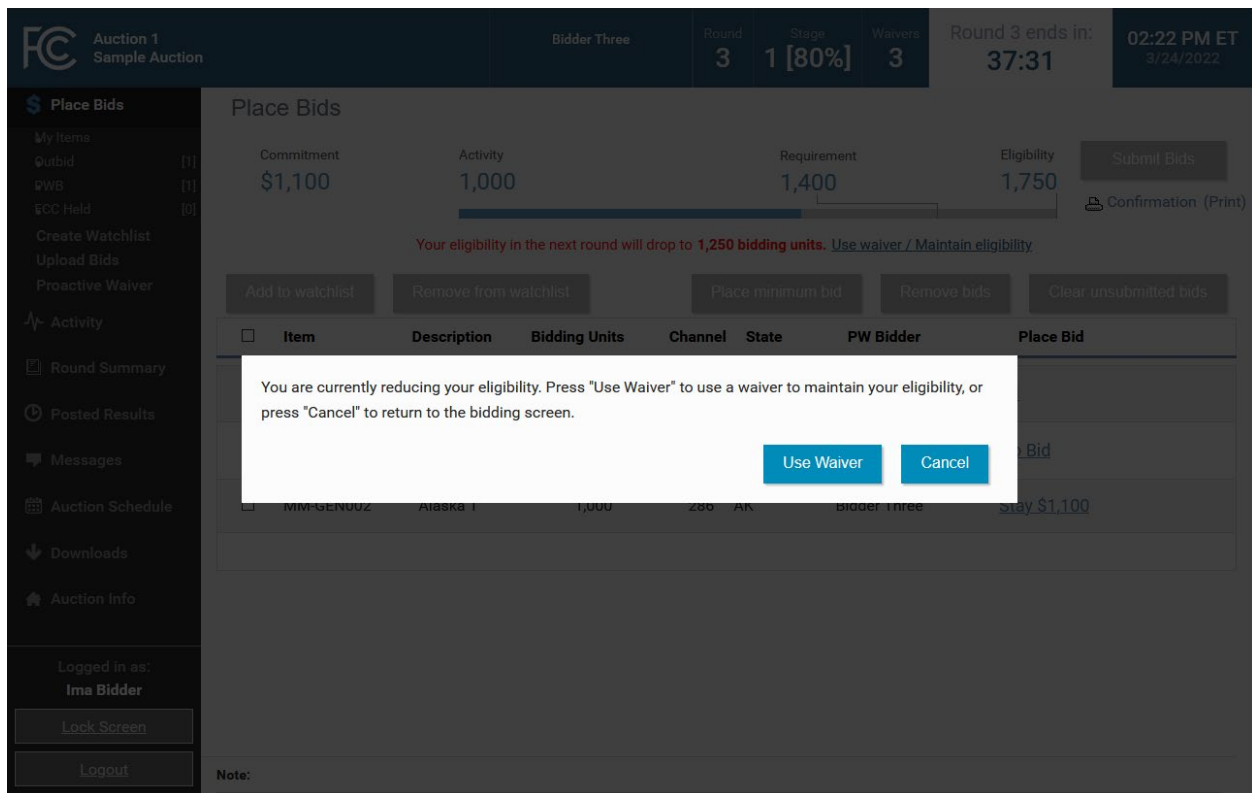 FCC
Auction 1
Sample Auction
Bidder Three
Round
3
Stage
1 [80%]
Waivers
3
Round 3 ends in:
37:31
02:22 PM ET
3/24/2022
$ Place Bids
My Items
Outbid [1]
PWB [1]
FCC Held [0]
Create Watchlist
Upload Bids
Proactive Waiver
Activity
Round Summary
Posted Results
Messages
Auction Schedule
Downloads
Auction Info
Logged in as:
Ima Bidder
Lock Screen
Logout
Place Bids
Commitment
$1,100
Activity
1,000
Requirement
1,400
Eligibility
1,750
Submit Bids
Confirmation (Print)
Your eligibility in the next round will drop to 1,250 bidding units. Use waiver / Maintain eligibility
Add to watchlist Remove from watchlist Place minimum bid Remove bids Clear unsubmitted bids
Item Description Bidding Units Channel State PW Bidder Place Bid
You are currently reducing your eligibility. Press "Use Waiver" to use a waiver to maintain your eligibility, or
press "Cancel" to return to the bidding screen.
Use Waiver Cancel
Bid
MM-GEN002 Alaska 1 1,000 286 AK Bidder Three Stay $1,100
Note: